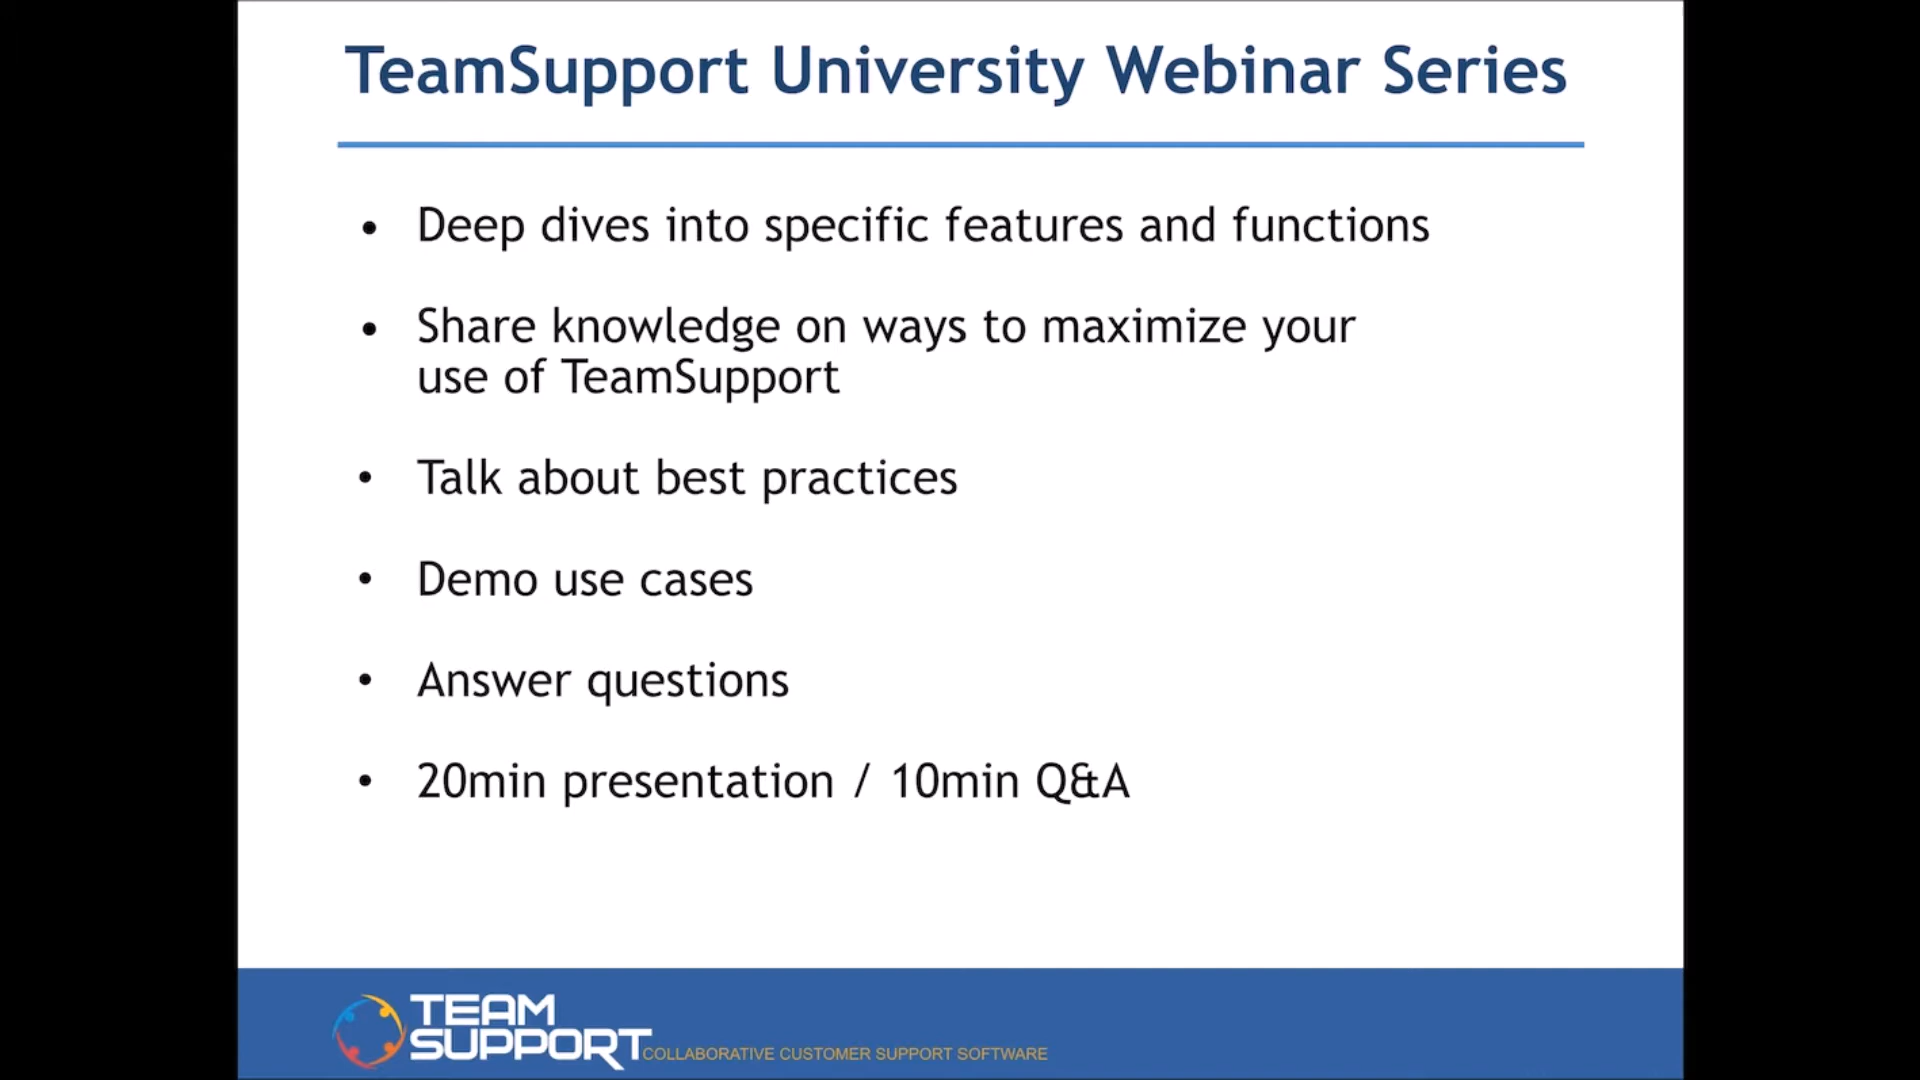 TeamSupport University Webinar Series
• Deep dives into specific features and functions
• Share knowledge on ways to maximize your
use of TeamSupport
• Talk about best practices
• Demo use cases
• Answer questions
• 20min presentation / 10min Q&A
TEAM
SUPPORT
COLLABORATIVE CUSTOMER SUPPORT SOFTWARE